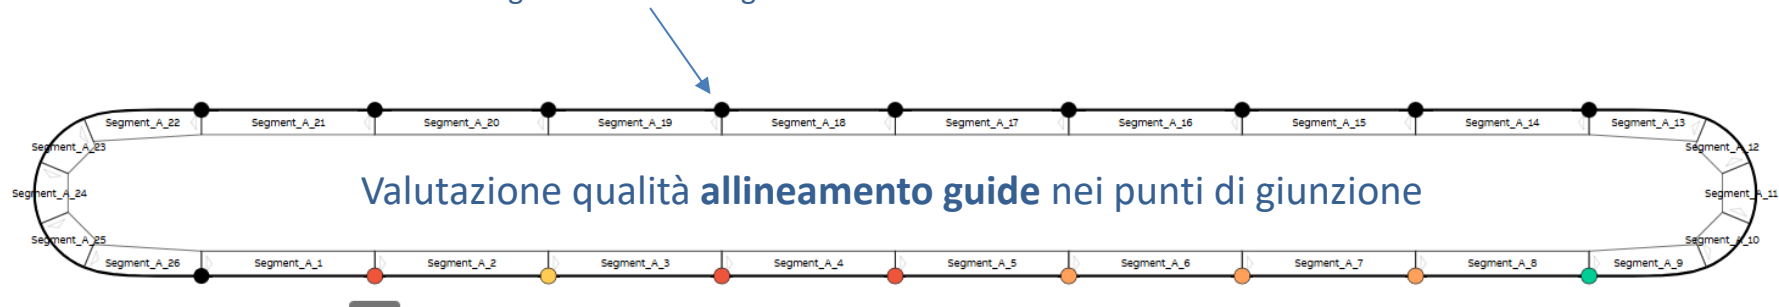 Segment_A_22 Segment_A_21 Segment_A_20 Segment_A_19 Segment_A_18 Segment_A_17 Segment_A_16 Segment_A_15 Segment_A_14 Segment_A_13
Segment_A_23 Segment_A_12
Valutazione qualità allineamento guide nei punti di giunzione
Segment_A_24 Segment_A_11
Segment_A_25 Segment_A_10
Segment_A_26 Segment_A_1 Segment_A_2 Segment_A_3 Segment_A_4 Segment_A_5 Segment_A_6 Segment_A_7 Segment_A_8 Segment_A_9